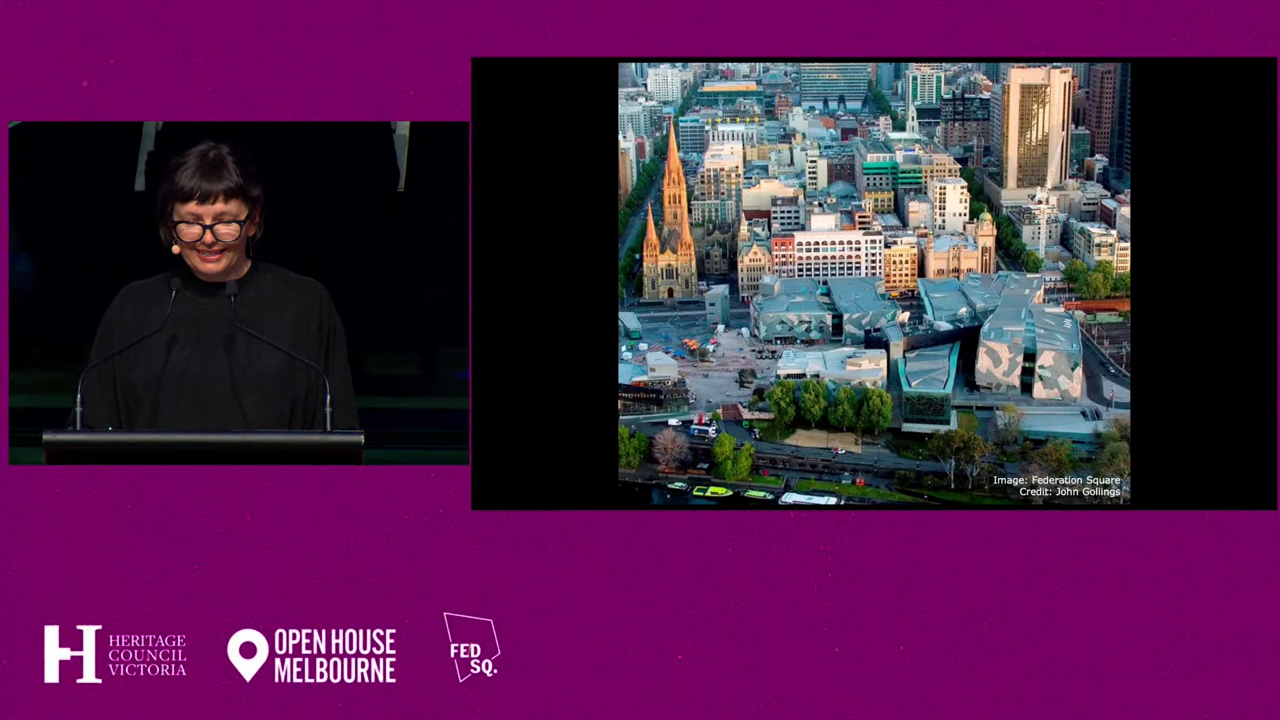 Image: Federation Square
Credit: John Gollings
HERITAGE
COUNCIL
VICTORIA
OPEN HOUSE
MELBOURNE
FED
SQ.